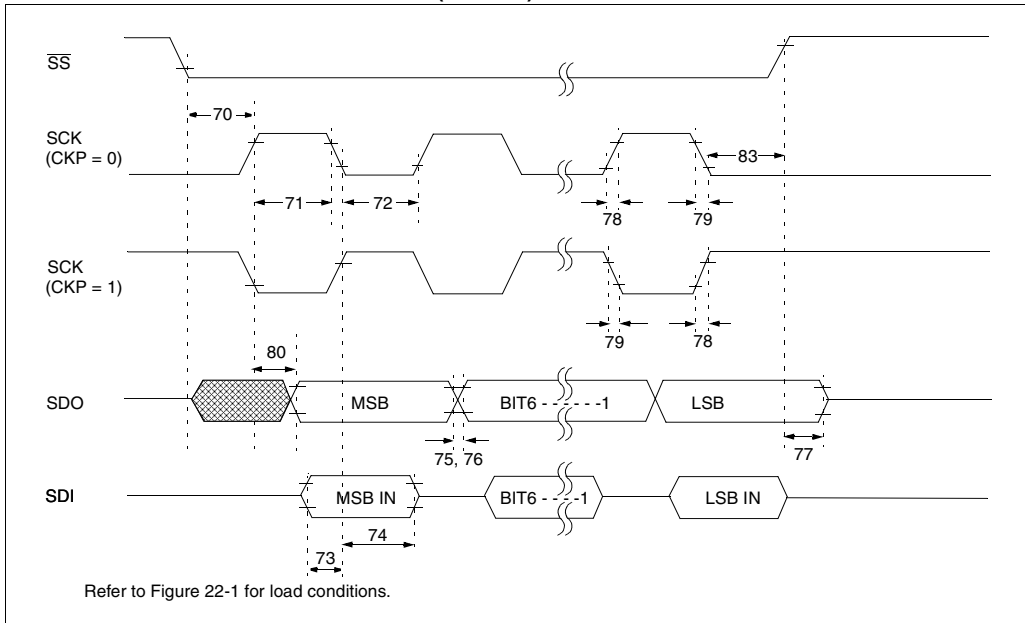 SS
70
SCK
(CKP = 0)
83
71
72
78
79
SCK
(CKP = 1)
79
78
80
SDO
MSB
BIT6 - - - - - -1
LSB
75, 76
77
SDI
MSB IN
BIT6 - - - -1
LSB IN
74
73
Refer to Figure 22-1 for load conditions.